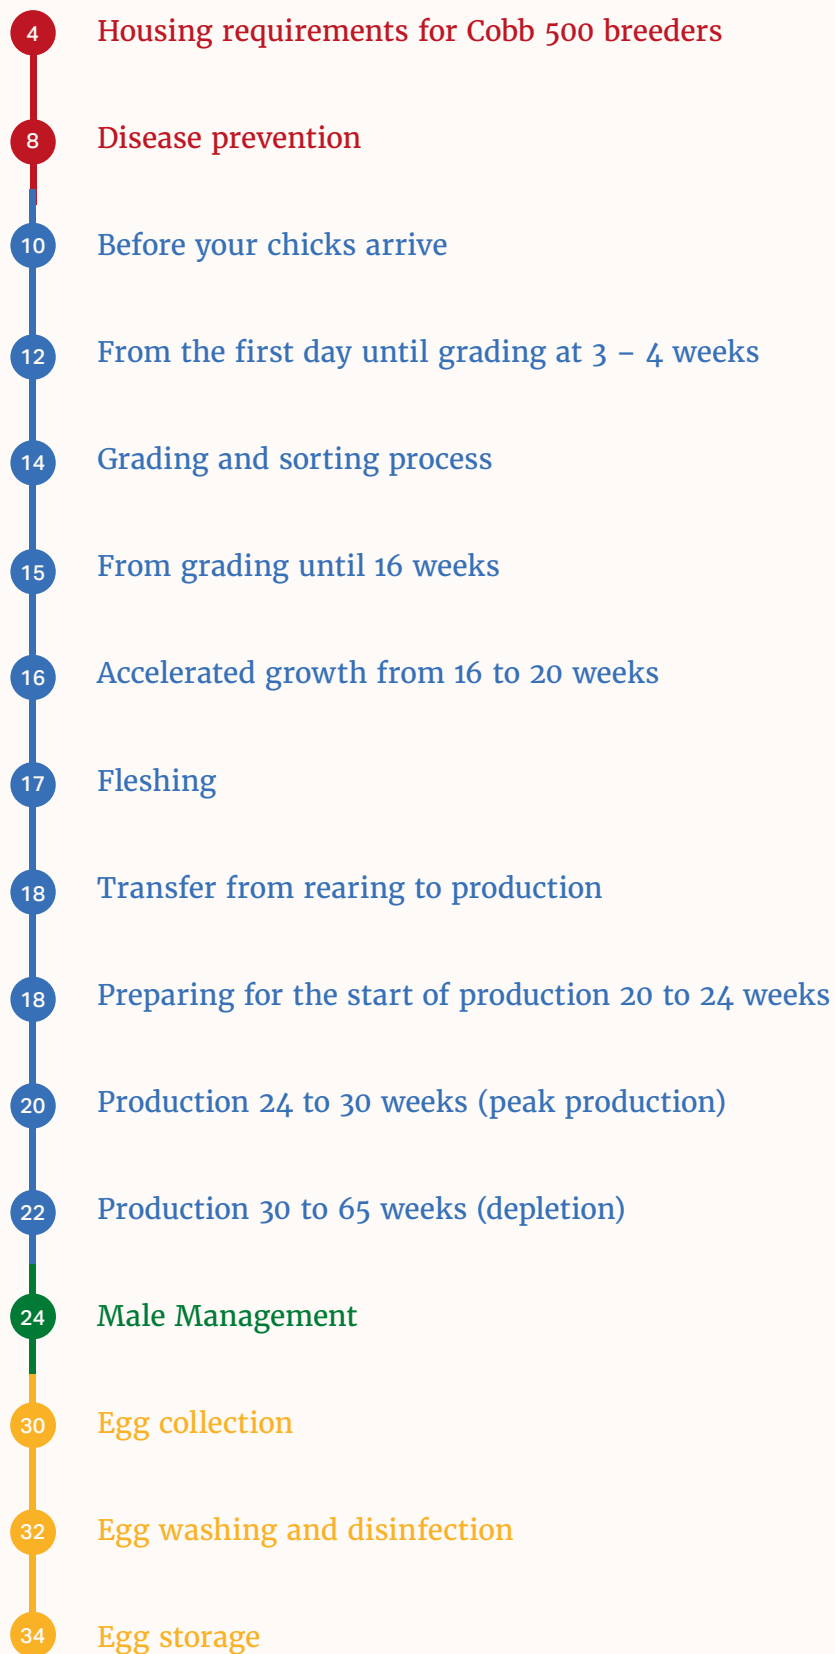 4 Housing requirements for Cobb 500 breeders
8 Disease prevention
10 Before your chicks arrive
12 From the first day until grading at 3 – 4 weeks
14 Grading and sorting process
15 From grading until 16 weeks
16 Accelerated growth from 16 to 20 weeks
17 Fleshing
18 Transfer from rearing to production
18 Preparing for the start of production 20 to 24 weeks
20 Production 24 to 30 weeks (peak production)
22 Production 30 to 65 weeks (depletion)
24 Male Management
30 Egg collection
32 Egg washing and disinfection
34 Egg storage